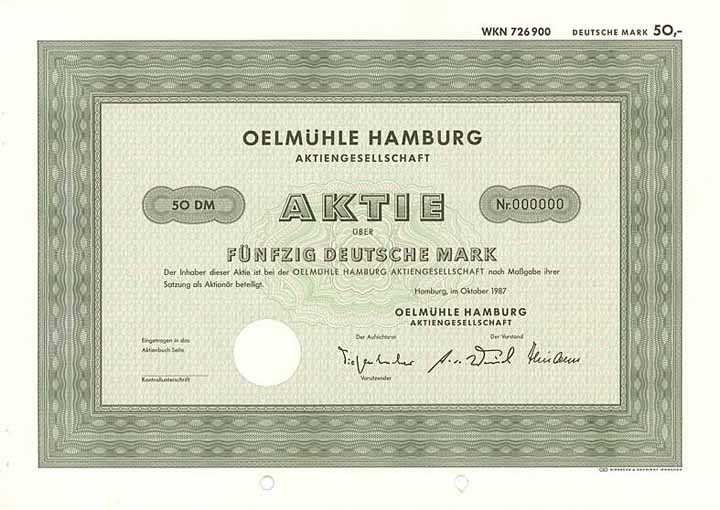 WKN 726900 DEUTSCHE MARK 50,-
OELMÜHLE HAMBURG
AKTIENGESELLSCHAFT
50 DM
AKTIE
Nr.000000
ÜBER
FÜNFZIG DEUTSCHE MARK
Der Inhaber dieser Aktie ist bei der OELMÜHLE HAMBURG AKTIENGESELLSCHAFT nach Maßgabe ihrer
Satzung als Aktionär beteiligt.
Hamburg, im Oktober 1987
OELMÜHLE HAMBURG
AKTIENGESELLSCHAFT
Eingetragen in das
Aktienbuch Seite
Der Aufsichtsrat
Der Vorstand
Kontrollunterschrift
Vorsitzender